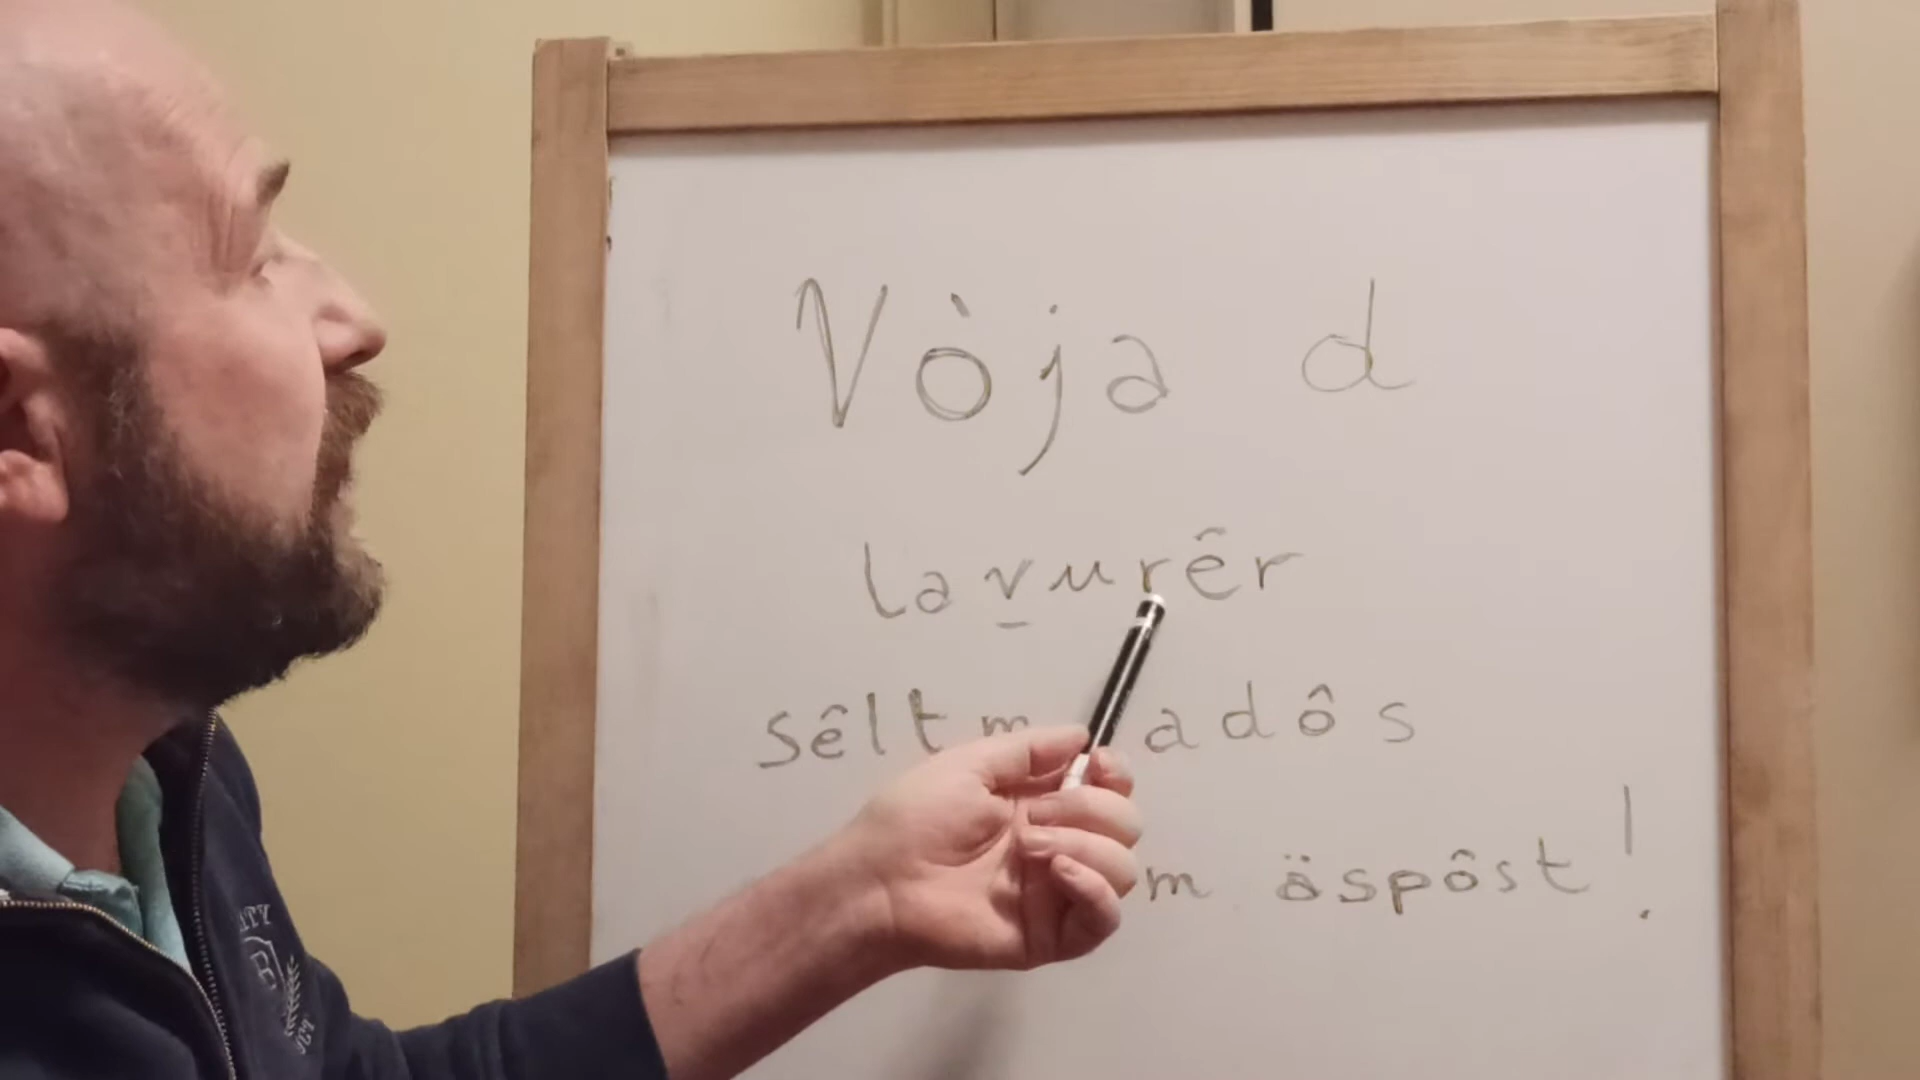 Vòja d
lavurêr
sêltm adôs
äspôst!